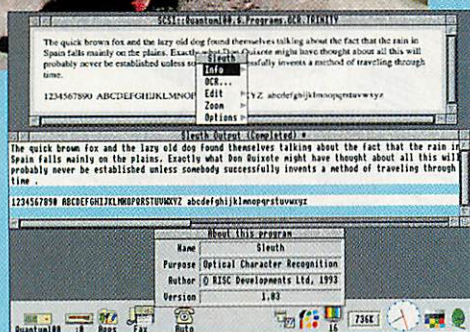 SCSI::Quantum100.$.Programs.OCR.TRINITY
The quick brown fox and the lazy old dog found themselves talking about the fact that the rain in
Spain falls mainly on the plains. Exactly what Don Quixote might have thought about all this will
probably never be established unless so successfully invents a method of traveling through
time.
1234567890 ABCDEFGHIJKLMNOP YZ abcdefghijklmnopqrstuvwxyz
Sleuth
Info
OCR...
Edit
Zoom
Options
Sleuth Output (Completed) *
The quick brown fox and the lazy old dog found themselves talking about the fact that the rain in
Spain falls mainly on the plains. Exactly what Don Quixote might have thought about all this will
probably never be established unless somebody successfully invents a method of traveling through
time .
1234567890 ABCDEFGHIJKLMNOPQRSTUVWXYZ abcdefghijklmnopqrstuvwxyz
About this program
Name Sleuth
Purpose Optical Character Recognition
Author © RISC Developments Ltd, 1993
Version 1.03
Quantum100 :0 Apps Fax Auto 16 736K